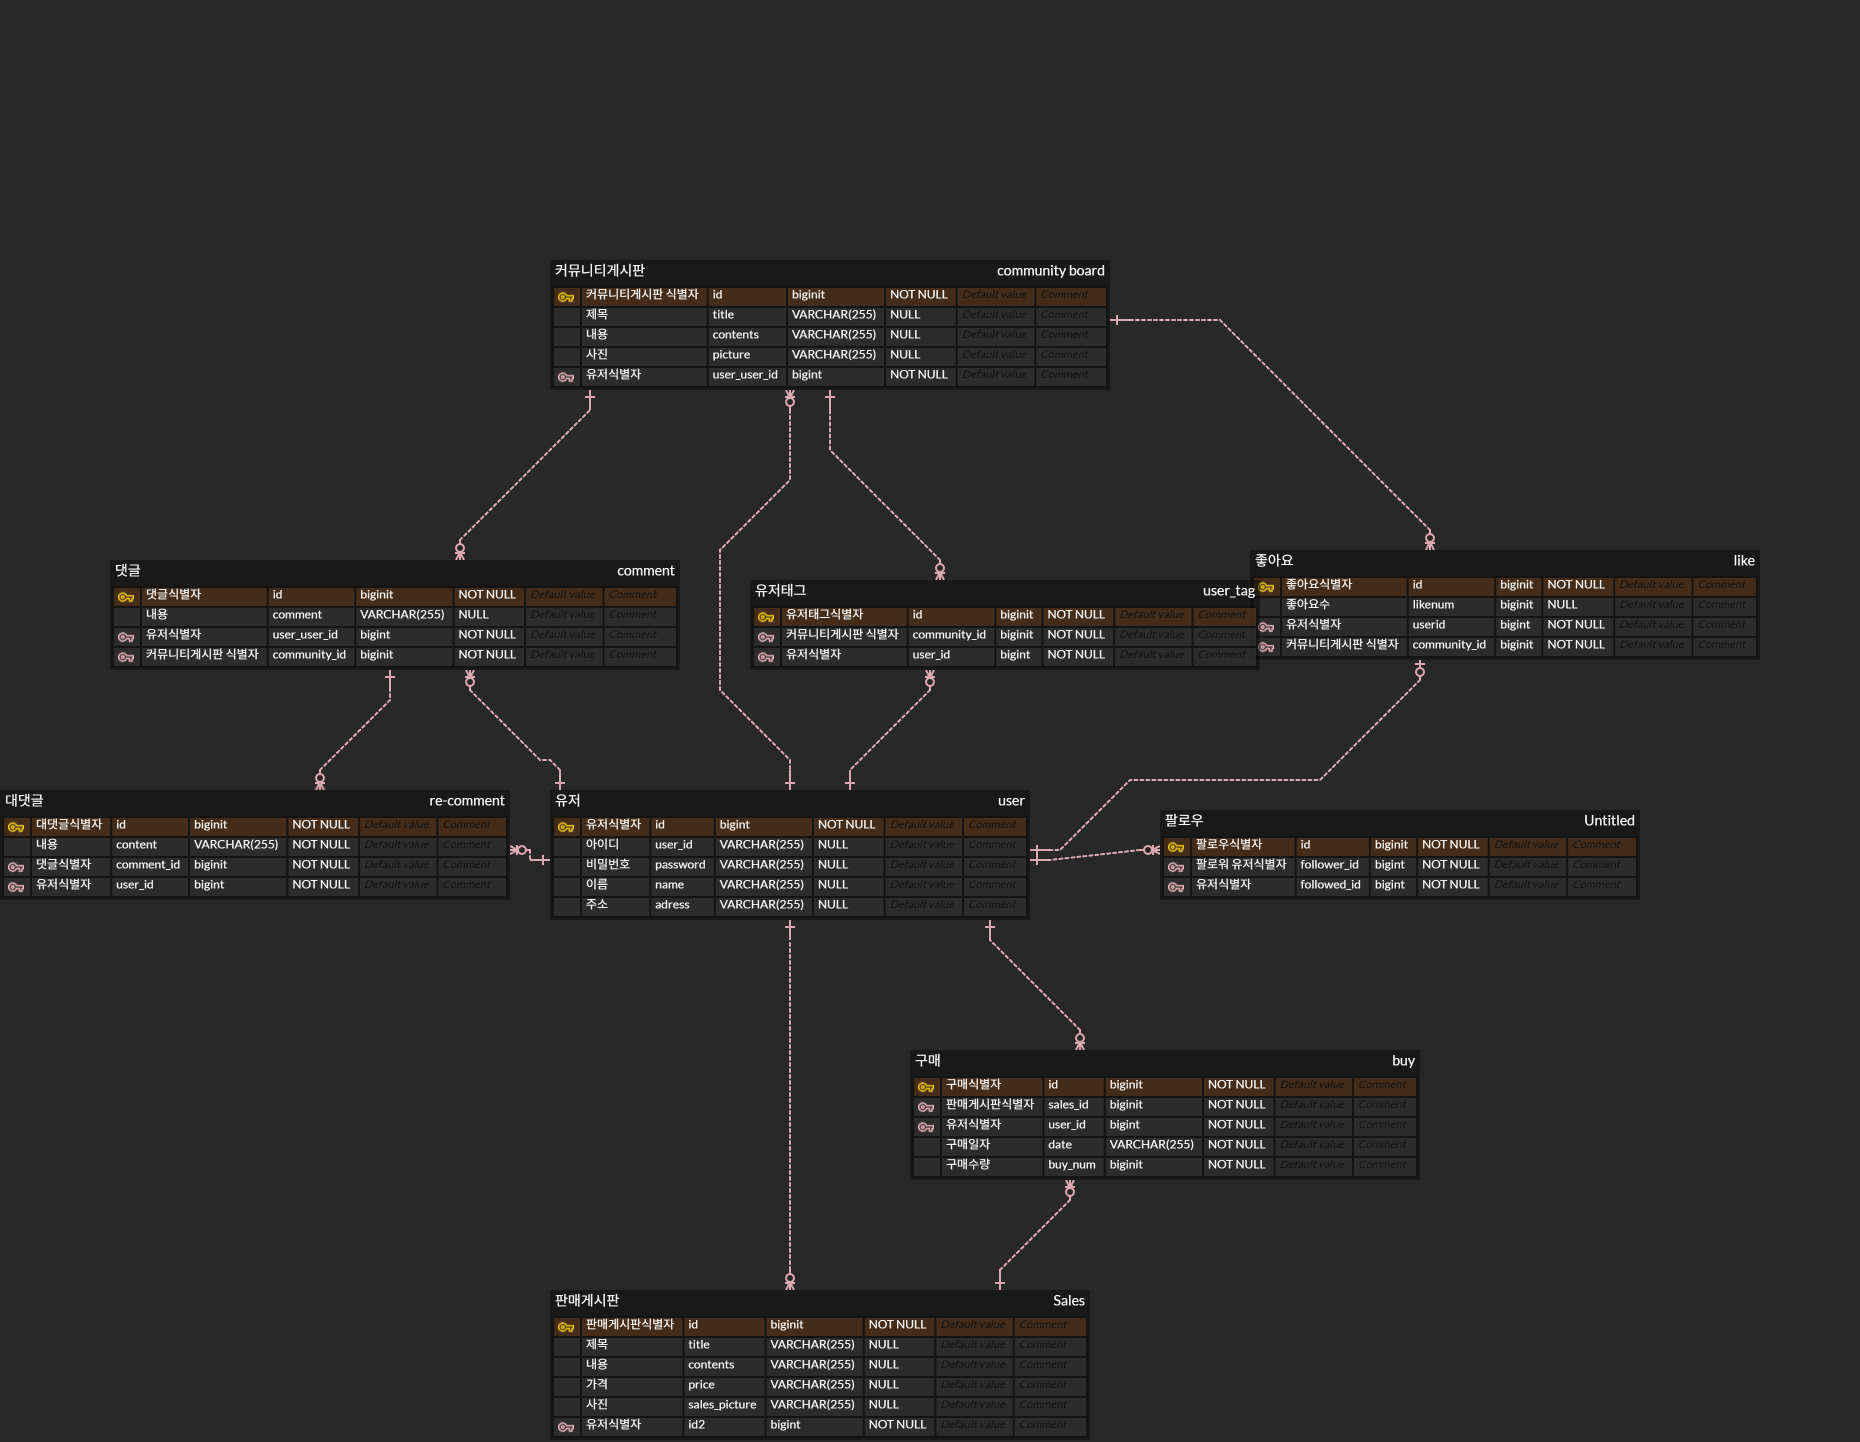 커뮤니티게시판 community board
커뮤니티게시판 식별자 id biginit NOT NULL Default value Comment
제목 title VARCHAR(255) NULL Default value Comment
내용 contents VARCHAR(255) NULL Default value Comment
사진 picture VARCHAR(255) NULL Default value Comment
유저식별자 user_user_id bigint NOT NULL Default value Comment
댓글 comment
댓글식별자 id biginit NOT NULL Default value Comment
내용 comment VARCHAR(255) NULL Default value Comment
유저식별자 user_user_id bigint NOT NULL Default value Comment
커뮤니티게시판 식별자 community_id biginit NOT NULL Default value Comment
유저태그 user_tag
유저태그식별자 id biginit NOT NULL Default value Comment
커뮤니티게시판 식별자 community_id biginit NOT NULL Default value Comment
유저식별자 user_id bigint NOT NULL Default value Comment
좋아요 like
좋아요식별자 id biginit NOT NULL Default value Comment
좋아요수 likenum biginit NULL Default value Comment
유저식별자 userid bigint NOT NULL Default value Comment
커뮤니티게시판 식별자 community_id biginit NOT NULL Default value Comment
대댓글 re-comment
대댓글식별자 id biginit NOT NULL Default value Comment
내용 content VARCHAR(255) NOT NULL Default value Comment
댓글식별자 comment_id biginit NOT NULL Default value Comment
유저식별자 user_id bigint NOT NULL Default value Comment
유저 user
유저식별자 id bigint NOT NULL Default value Comment
아이디 user_id VARCHAR(255) NULL Default value Comment
비밀번호 password VARCHAR(255) NULL Default value Comment
이름 name VARCHAR(255) NULL Default value Comment
주소 adress VARCHAR(255) NULL Default value Comment
팔로우 Untitled
팔로우식별자 id biginit NOT NULL Default value Comment
팔로워 유저식별자 follower_id bigint NOT NULL Default value Comment
유저식별자 followed_id bigint NOT NULL Default value Comment
구매 buy
구매식별자 id biginit NOT NULL Default value Comment
판매게시판식별자 sales_id biginit NOT NULL Default value Comment
유저식별자 user_id bigint NOT NULL Default value Comment
구매일자 date VARCHAR(255) NOT NULL Default value Comment
구매수량 buy_num biginit NOT NULL Default value Comment
판매게시판 Sales
판매게시판식별자 id biginit NOT NULL Default value Comment
제목 title VARCHAR(255) NULL Default value Comment
내용 contents VARCHAR(255) NULL Default value Comment
가격 price VARCHAR(255) NULL Default value Comment
사진 sales_picture VARCHAR(255) NULL Default value Comment
유저식별자 id2 bigint NOT NULL Default value Comment